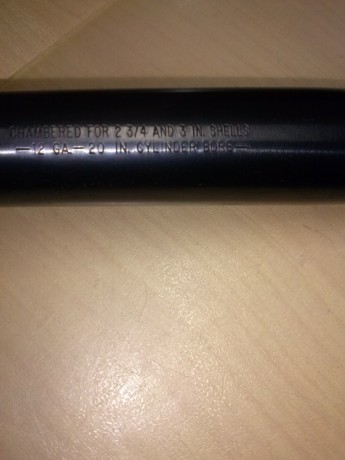 CHAMBERED FOR 2 3/4 AND 3 IN. SHELLS
—12 GA.—20 IN. CYLINDER BORE—